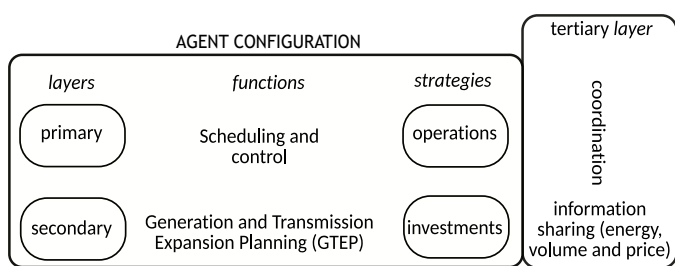 AGENT CONFIGURATION
layers
functions
strategies
primary
Scheduling and
control
operations
secondary
Generation and Transmission
Expansion Planning (GTEP)
investments
tertiary layer
coordination
information
sharing (energy,
volume and price)